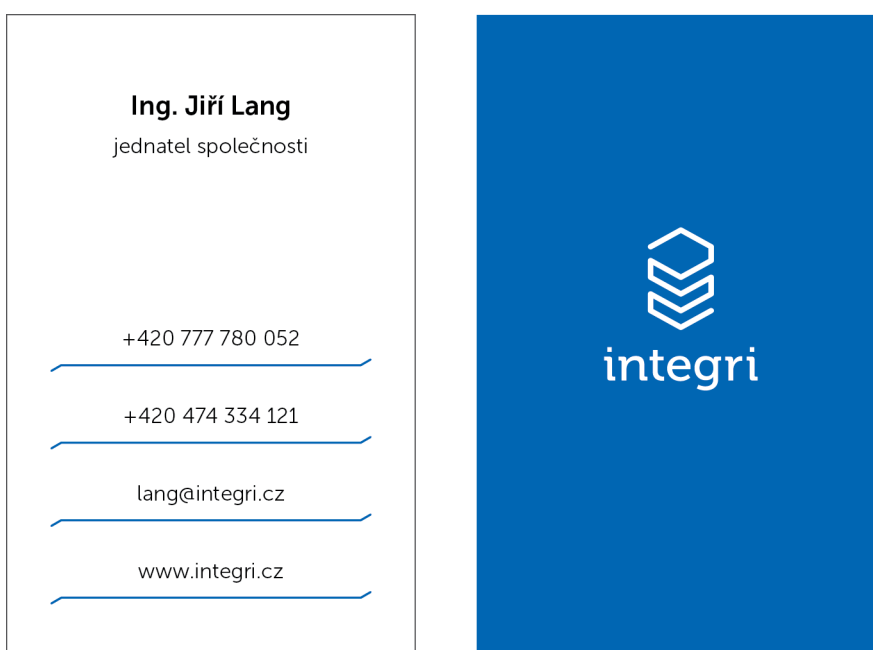 Ing. Jiří Lang
jednatel společnosti
+420 777 780 052
+420 474 334 121
lang@integri.cz
www.integri.cz
integri